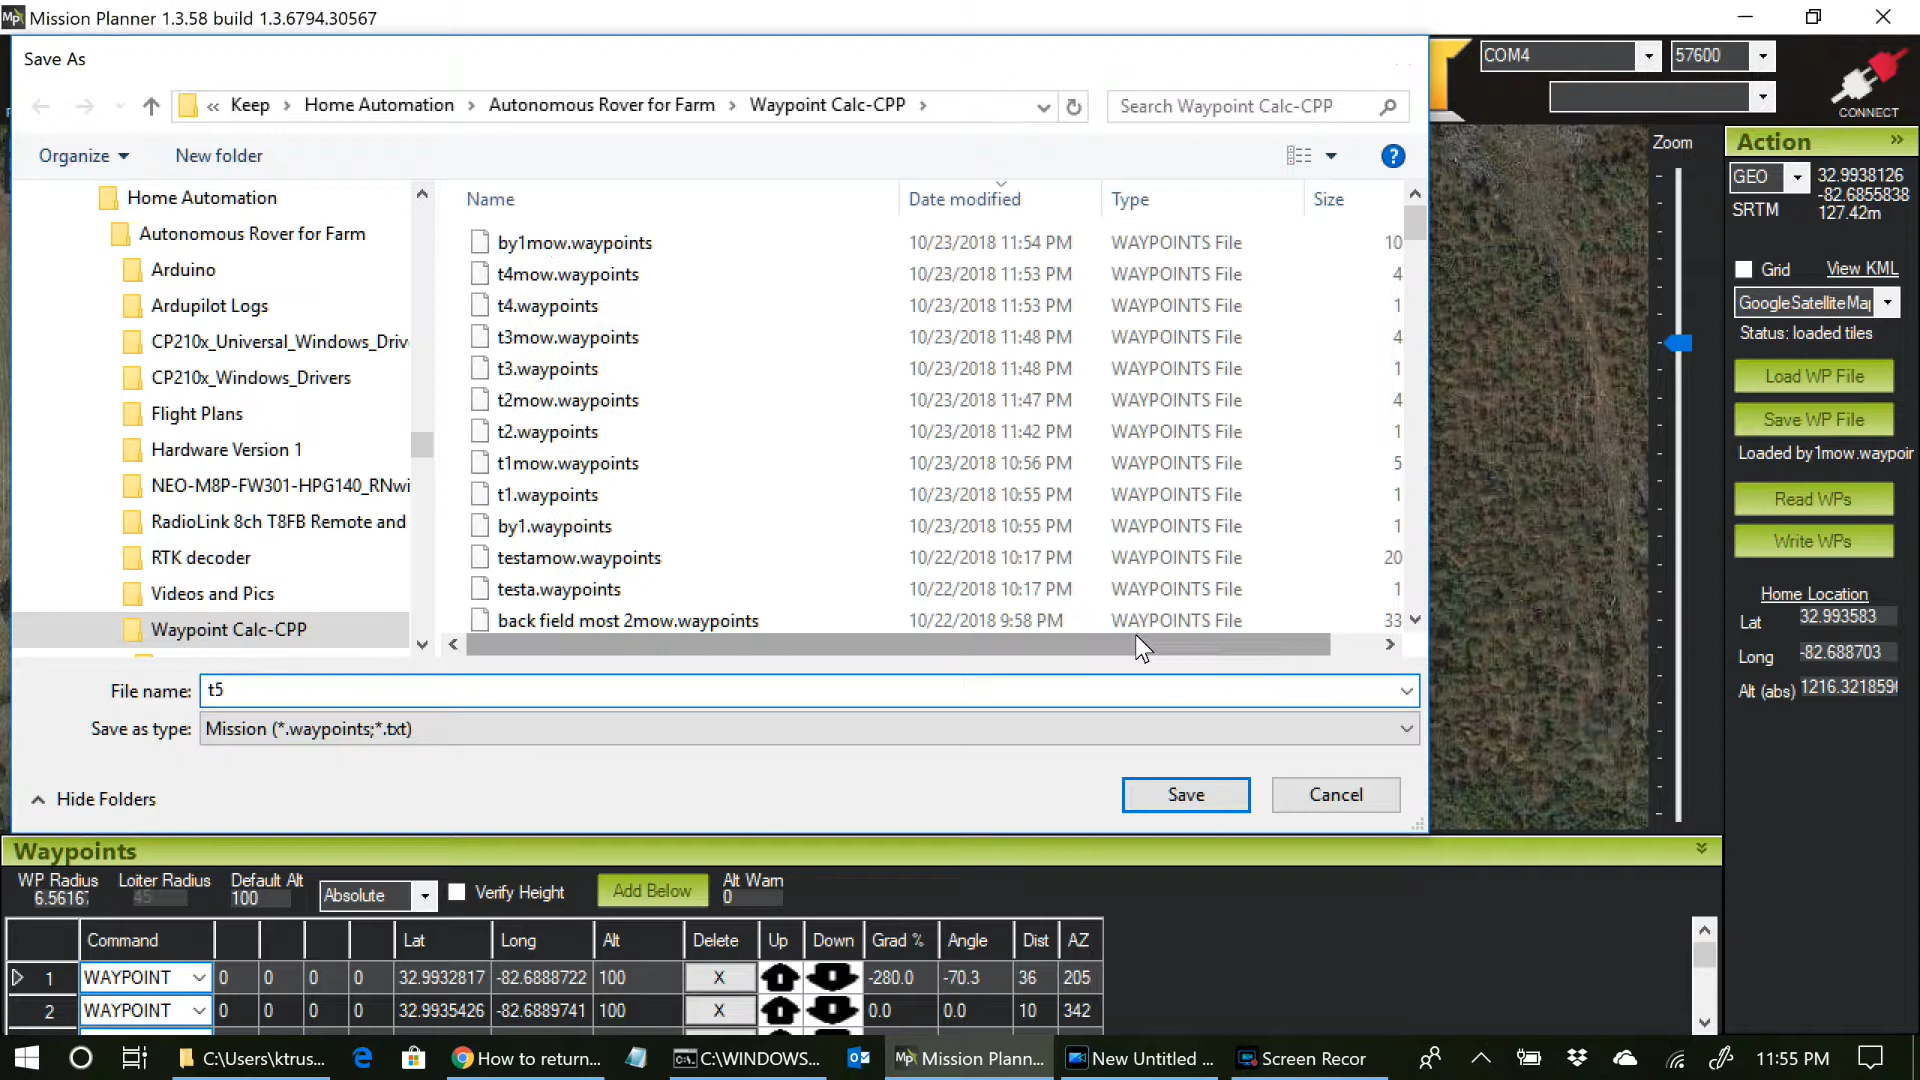 Mission Planner 1.3.58 build 1.3.6794.30567
Save As
COM4
57600
CONNECT
« Keep › Home Automation › Autonomous Rover for Farm › Waypoint Calc-CPP ›
Search Waypoint Calc-CPP
Organize
New folder
Home Automation
Autonomous Rover for Farm
Arduino
Ardupilot Logs
CP210x_Universal_Windows_Driv
CP210x_Windows_Drivers
Flight Plans
Hardware Version 1
NEO-M8P-FW301-HPG140_RNwi
RadioLink 8ch T8FB Remote and
RTK decoder
Videos and Pics
Waypoint Calc-CPP
Name Date modified Type Size
by1mow.waypoints 10/23/2018 11:54 PM WAYPOINTS File 10
t4mow.waypoints 10/23/2018 11:53 PM WAYPOINTS File 4
t4.waypoints 10/23/2018 11:53 PM WAYPOINTS File 1
t3mow.waypoints 10/23/2018 11:48 PM WAYPOINTS File 4
t3.waypoints 10/23/2018 11:48 PM WAYPOINTS File 1
t2mow.waypoints 10/23/2018 11:47 PM WAYPOINTS File 4
t2.waypoints 10/23/2018 11:42 PM WAYPOINTS File 1
t1mow.waypoints 10/23/2018 10:56 PM WAYPOINTS File 5
t1.waypoints 10/23/2018 10:55 PM WAYPOINTS File 1
by1.waypoints 10/23/2018 10:55 PM WAYPOINTS File 1
testamow.waypoints 10/22/2018 10:17 PM WAYPOINTS File 20
testa.waypoints 10/22/2018 10:17 PM WAYPOINTS File 1
back field most 2mow.waypoints 10/22/2018 9:58 PM WAYPOINTS File 33
File name: t5
Save as type: Mission (*.waypoints;*.txt)
Hide Folders
Save
Cancel
Zoom
Action »
GEO 32.9938126
-82.6855838
SRTM 127.42m
Grid View KML
GoogleSatelliteMap
Status: loaded tiles
Load WP File
Save WP File
Loaded by1mow.waypoin
Read WPs
Write WPs
Home Location
Lat 32.993583
Long -82.688703
Alt (abs) 1216.3218590
Waypoints
WP Radius Loiter Radius Default Alt
6.5616 45 100 Absolute Verify Height Add Below Alt Warn 0
Command Lat Long Alt Delete Up Down Grad % Angle Dist AZ
1 WAYPOINT 0 0 0 0 32.9932817 -82.6888722 100 X -280.0 -70.3 36 205
2 WAYPOINT 0 0 0 0 32.9935426 -82.6889741 100 X 0.0 0.0 10 342
C:\Users\ktrus... How to return... C:\WINDOWS... Mission Plann... New Untitled ... Screen Recor 11:55 PM